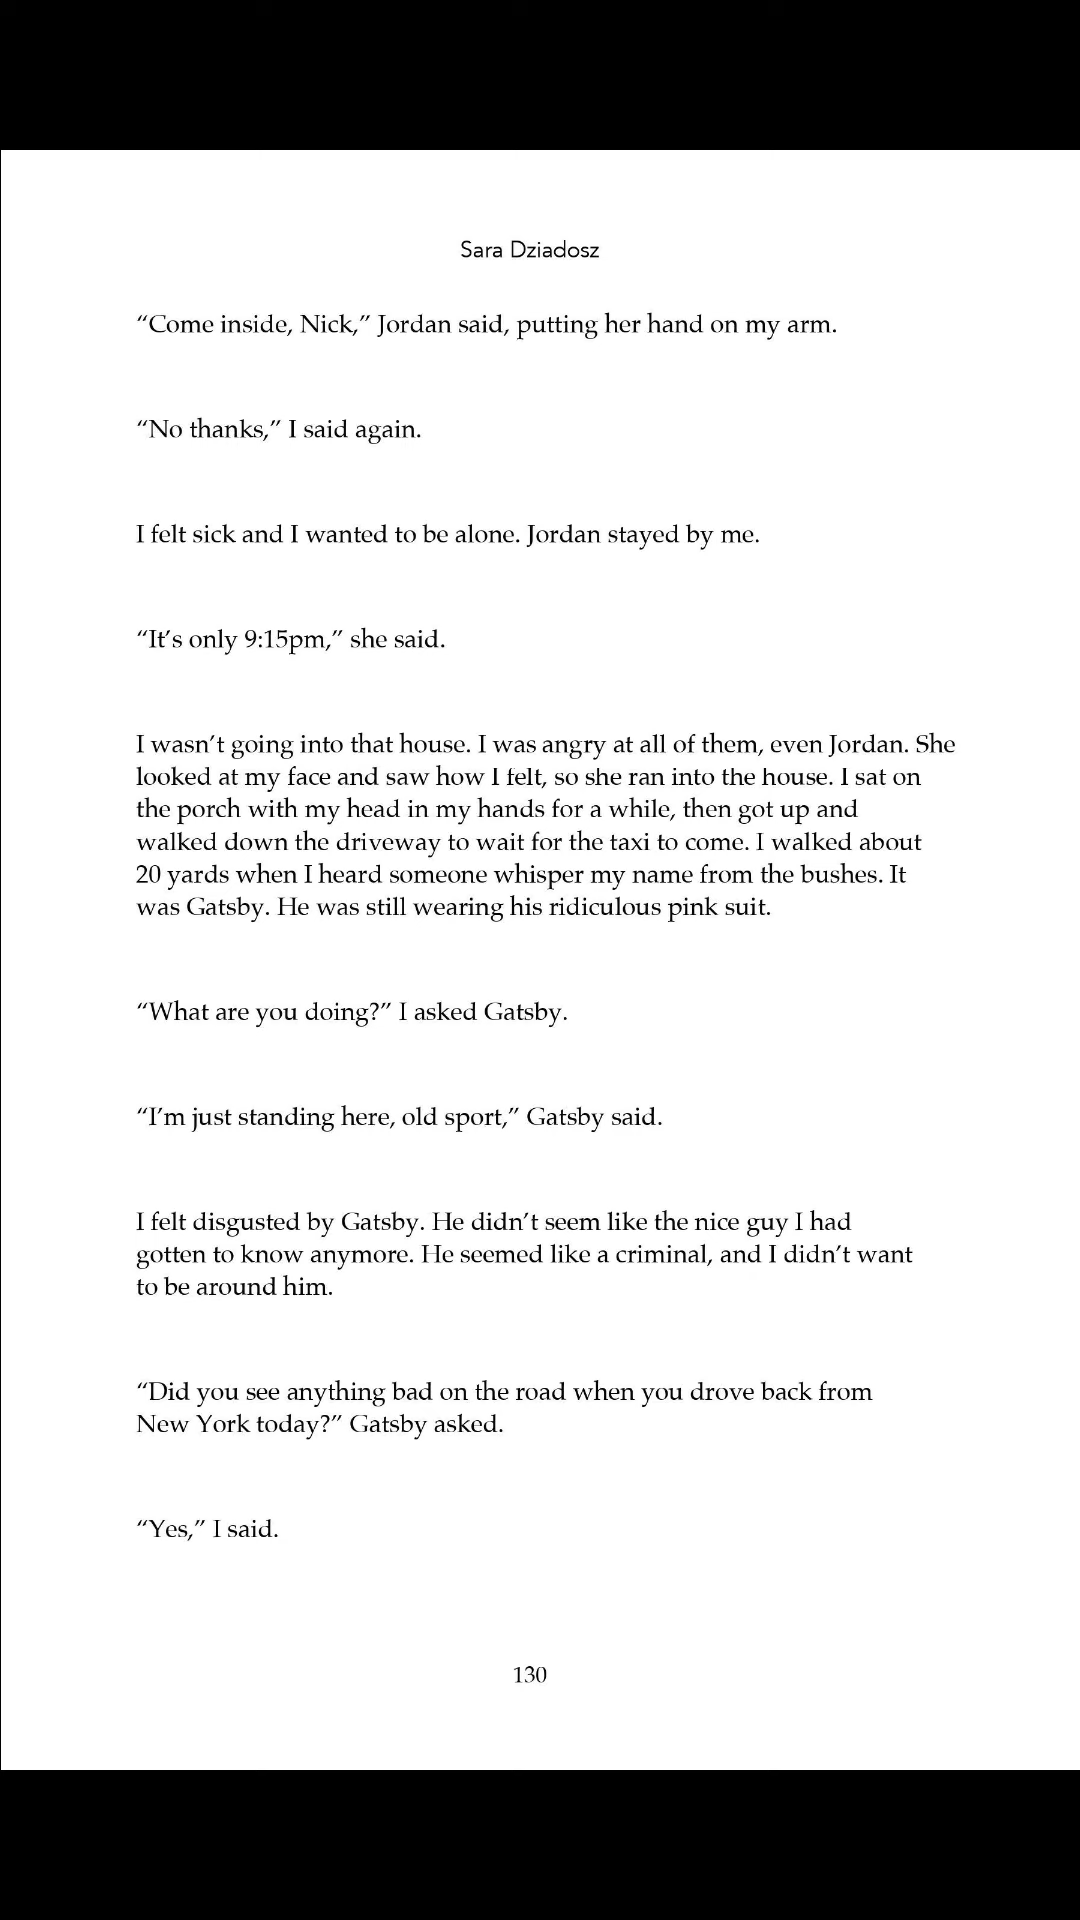 Sara Dziadosz
“Come inside, Nick,” Jordan said, putting her hand on my arm.
“No thanks,” I said again.
I felt sick and I wanted to be alone. Jordan stayed by me.
“It’s only 9:15pm,” she said.
I wasn’t going into that house. I was angry at all of them, even Jordan. She
looked at my face and saw how I felt, so she ran into the house. I sat on
the porch with my head in my hands for a while, then got up and
walked down the driveway to wait for the taxi to come. I walked about
20 yards when I heard someone whisper my name from the bushes. It
was Gatsby. He was still wearing his ridiculous pink suit.
“What are you doing?” I asked Gatsby.
“I’m just standing here, old sport,” Gatsby said.
I felt disgusted by Gatsby. He didn’t seem like the nice guy I had
gotten to know anymore. He seemed like a criminal, and I didn’t want
to be around him.
“Did you see anything bad on the road when you drove back from
New York today?” Gatsby asked.
“Yes,” I said.
130